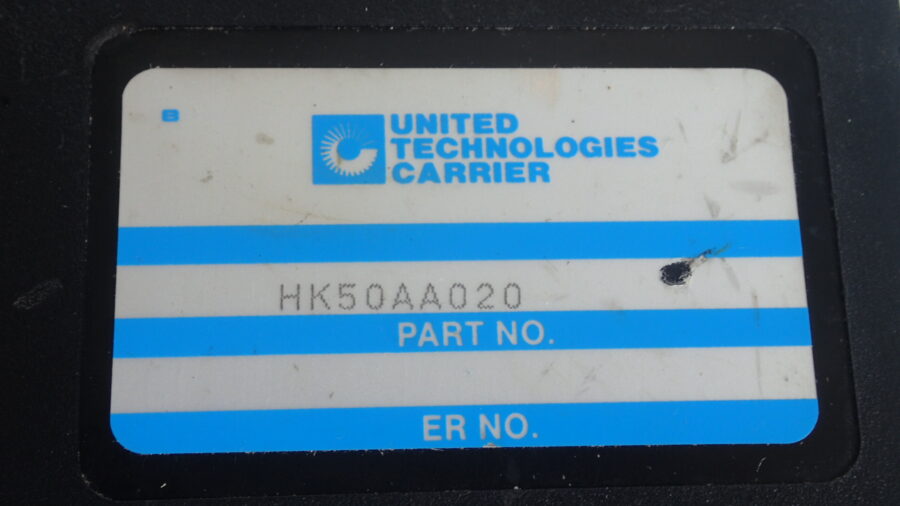 B
UNITED
TECHNOLOGIES
CARRIER
HK50AA020
PART NO.
ER NO.